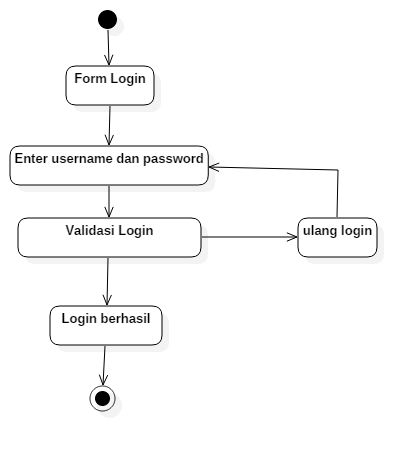 Form Login
Enter username dan password
Validasi Login
ulang login
Login berhasil